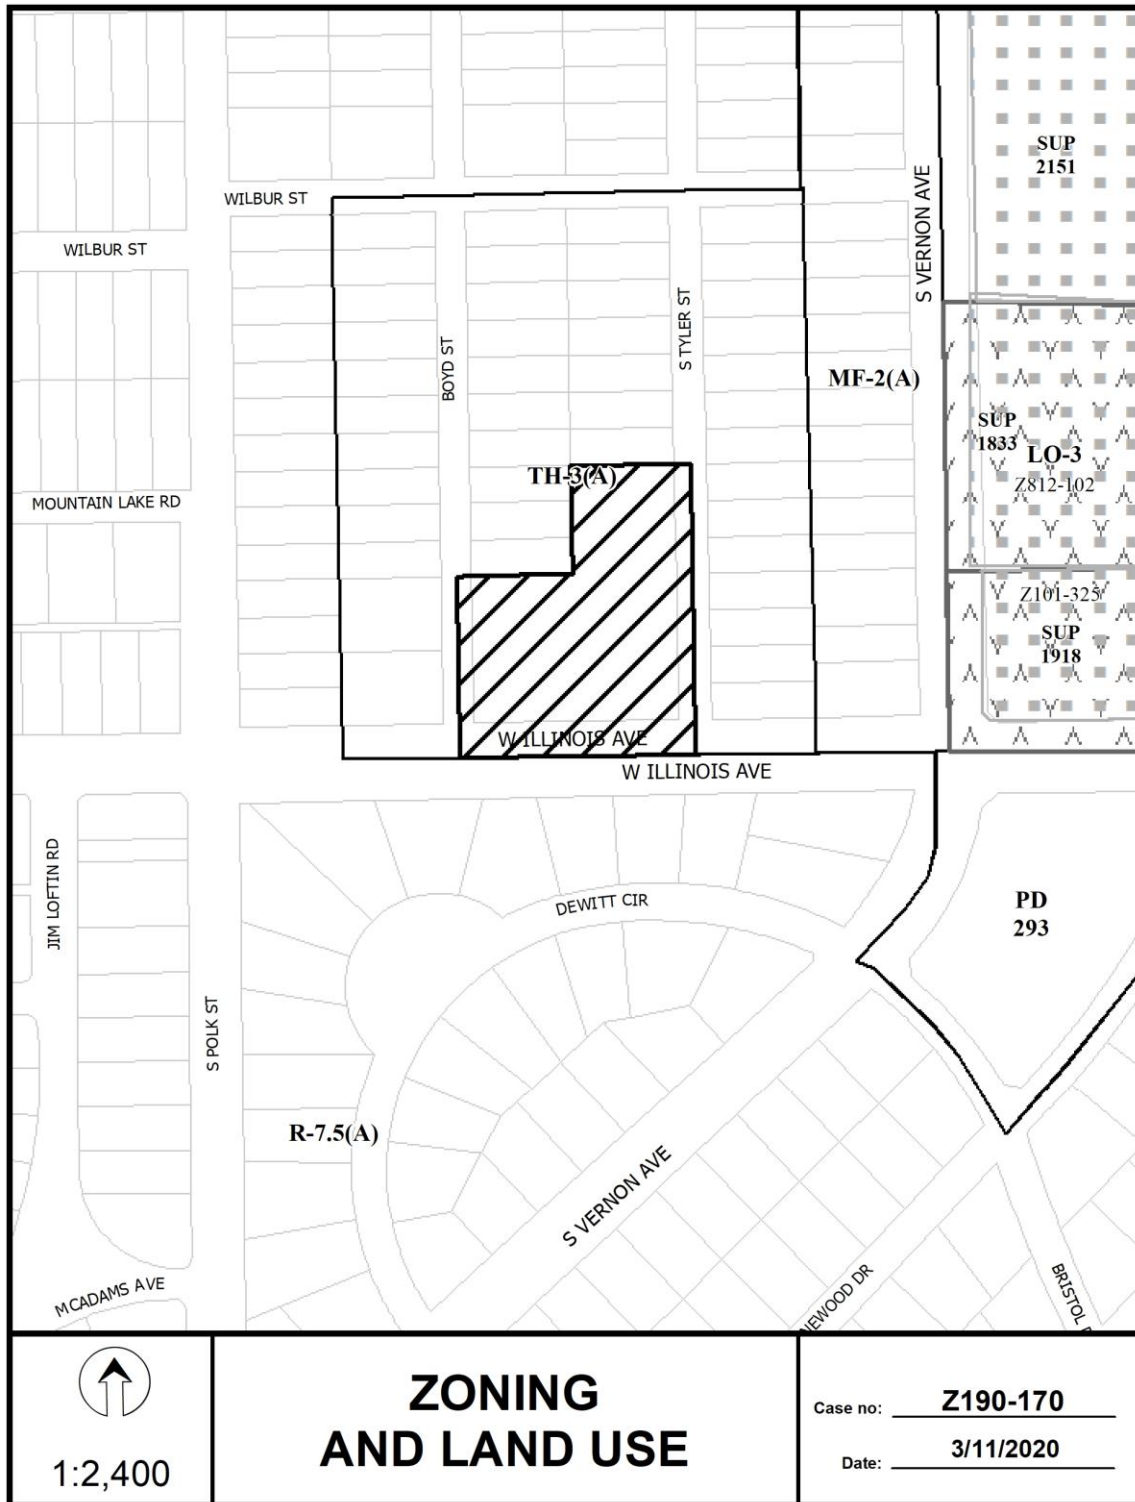 SUP
2151
WILBUR ST
S VERNON AVE
WILBUR ST
S TYLER ST
BOYD ST
MF-2(A)
SUP
1833
LO-3
Z812-102
TH-3(A)
MOUNTAIN LAKE RD
Z101-325
SUP
1918
W ILLINOIS AVE
W ILLINOIS AVE
JIM LOFTIN RD
DEWITT CIR
PD
293
S POLK ST
R-7.5(A)
S VERNON AVE
MCADAMS AVE
NEWOOD DR
BRISTOL
ZONING
AND LAND USE
1:2,400
Case no: Z190-170
Date: 3/11/2020